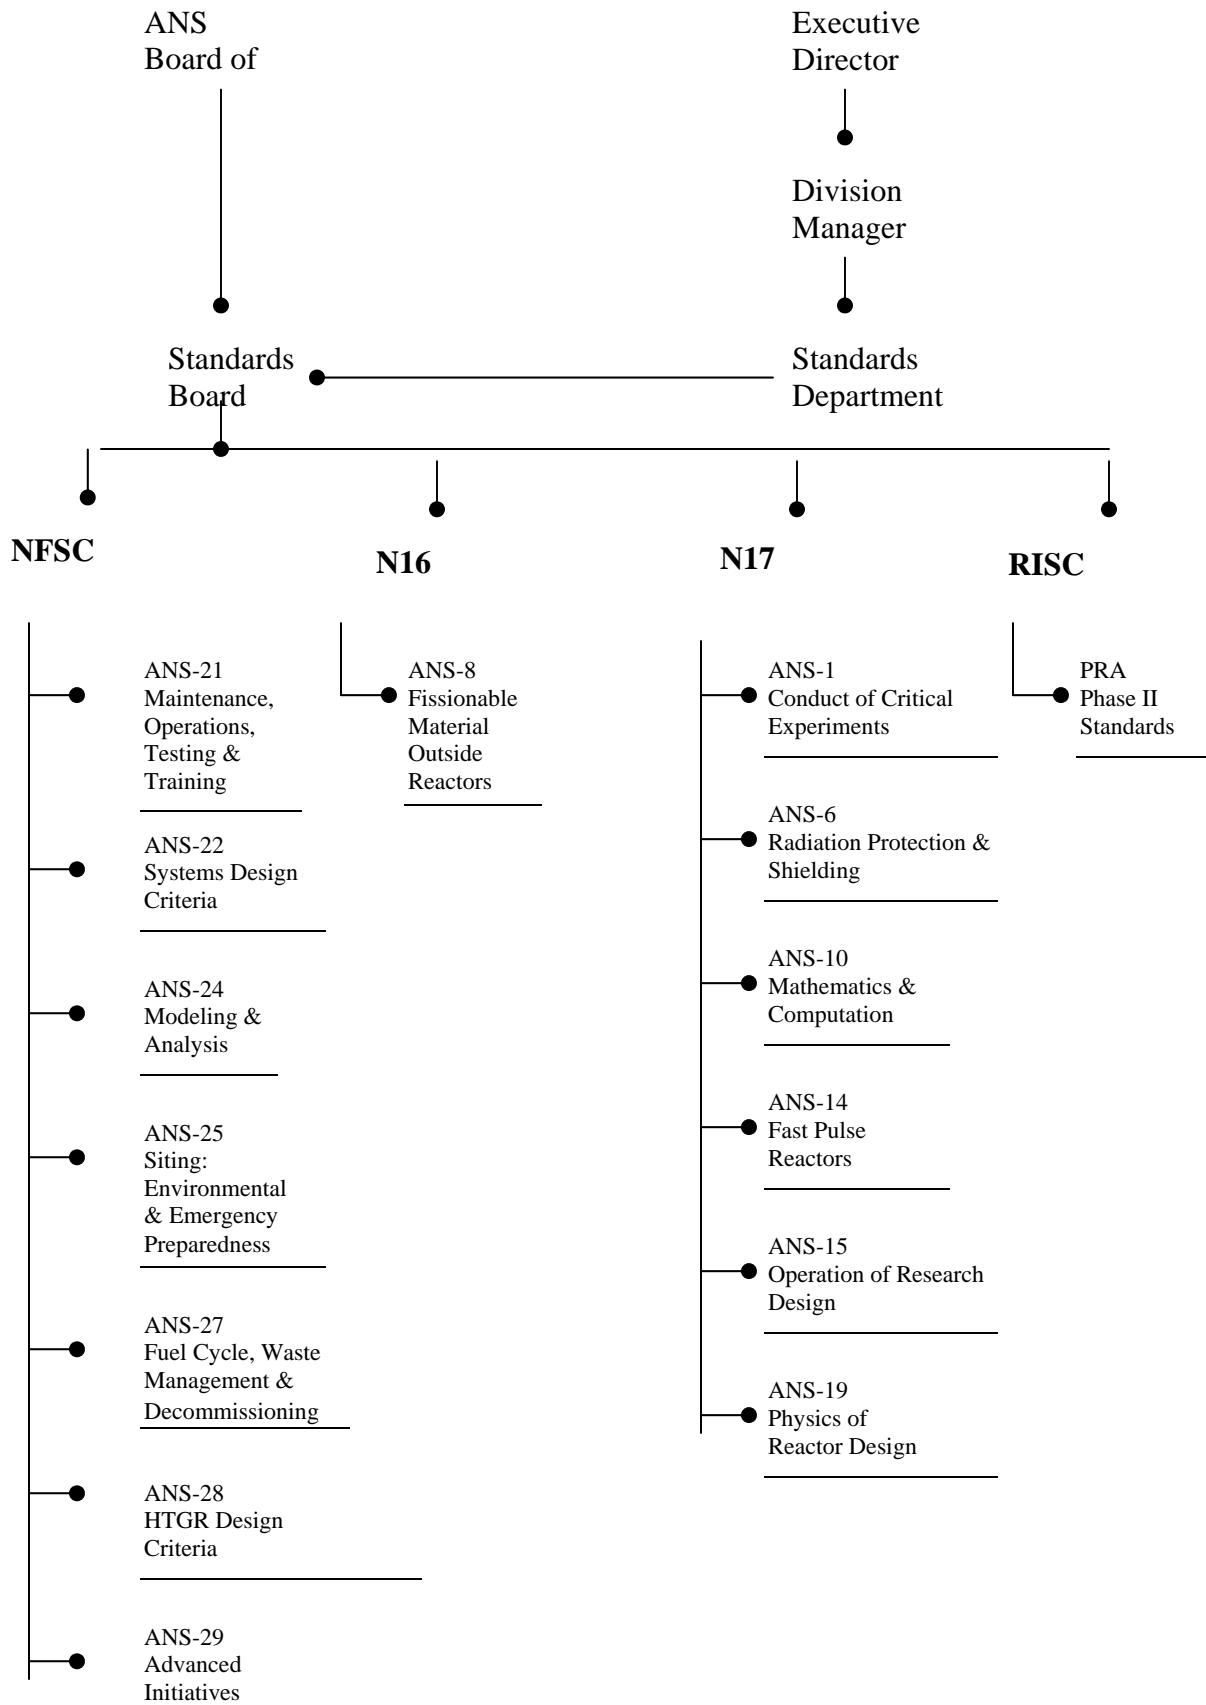 ANS
Board of
Executive
Director
Division
Manager
Standards
Board
Standards
Department
NFSC
N16
N17
RISC
ANS-21
Maintenance,
Operations,
Testing &
Training
ANS-22
Systems Design
Criteria
ANS-24
Modeling &
Analysis
ANS-25
Siting:
Environmental
& Emergency
Preparedness
ANS-27
Fuel Cycle, Waste
Management &
Decommissioning
ANS-28
HTGR Design
Criteria
ANS-29
Advanced
Initiatives
ANS-8
Fissionable
Material
Outside
Reactors
ANS-1
Conduct of Critical
Experiments
ANS-6
Radiation Protection &
Shielding
ANS-10
Mathematics &
Computation
ANS-14
Fast Pulse
Reactors
ANS-15
Operation of Research
Design
ANS-19
Physics of
Reactor Design
PRA
Phase II
Standards